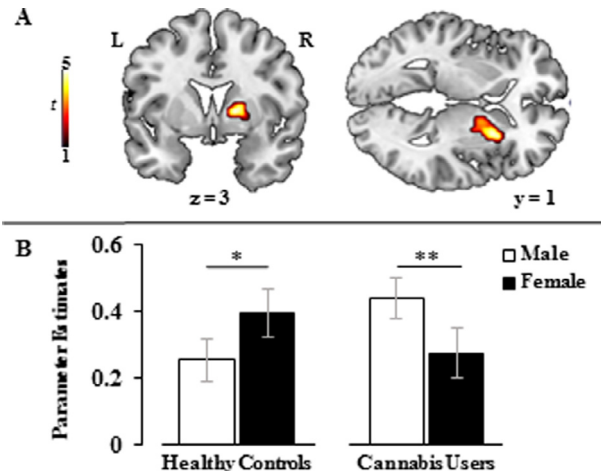 A
L
R
5
t
1
z = 3
y = 1
B
Parameter Estimates
0.6
0.4
0.2
0
*
**
Male
Female
Healthy Controls
Cannabis Users